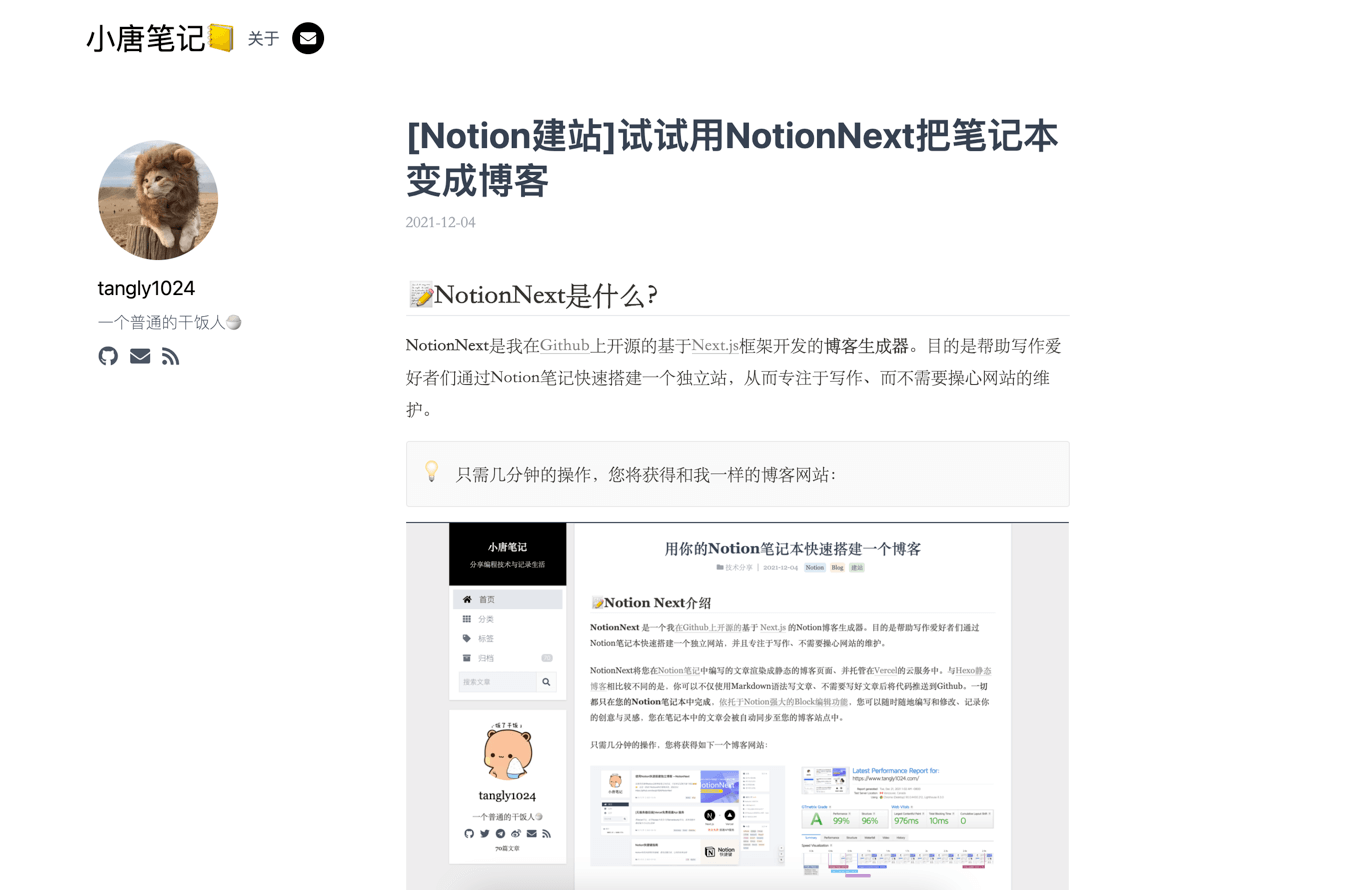 小唐笔记📒 关于
[Notion建站]试试用NotionNext把笔记本
变成博客
2021-12-04
tangly1024
一个普通的干饭人🍚
📝NotionNext是什么?
NotionNext是我在Github上开源的基于Next.js框架开发的博客生成器。目的是帮助写作爱
好者们通过Notion笔记快速搭建一个独立站，从而专注于写作、而不需要操心网站的维
护。
💡 只需几分钟的操作，您将获得和我一样的博客网站：
小唐笔记
分享编程技术与记录生活
首页
分类
标签
归档
搜索文章
tangly1024
一个普通的干饭人🍚
70篇文章
用你的Notion笔记本快速搭建一个博客
技术分享 | 2021-12-04 Notion Blog 建站
📝Notion Next介绍
NotionNext 是一个我在Github上开源的基于 Next.js 的Notion博客生成器。目的是帮助写作爱好者们通过
Notion笔记快速搭建一个独立网站、并且专注于写作、不需要操心网站的维护。
NotionNext将您在Notion笔记中编写的文章渲染成静态的博客页面、并托管在Vercel的云服务中。与Hexo静态
博客相比较不同的是，你可以不仅使用Markdown语法写文章、不需要写好文章后将代码推送到Github。一切
都只在您的Notion笔记本中完成，依托于Notion强大的Block编辑功能，您可以随时随地编写和修改、记录你
的创意与灵感，您在笔记本中的文章会被自动同步至您的博客站点中。
只需几分钟的操作，您将获得如下一个博客网站：
Latest Performance Report for:
https://www.tangly1024.com/
A 99% 96%
976ms 10ms 0